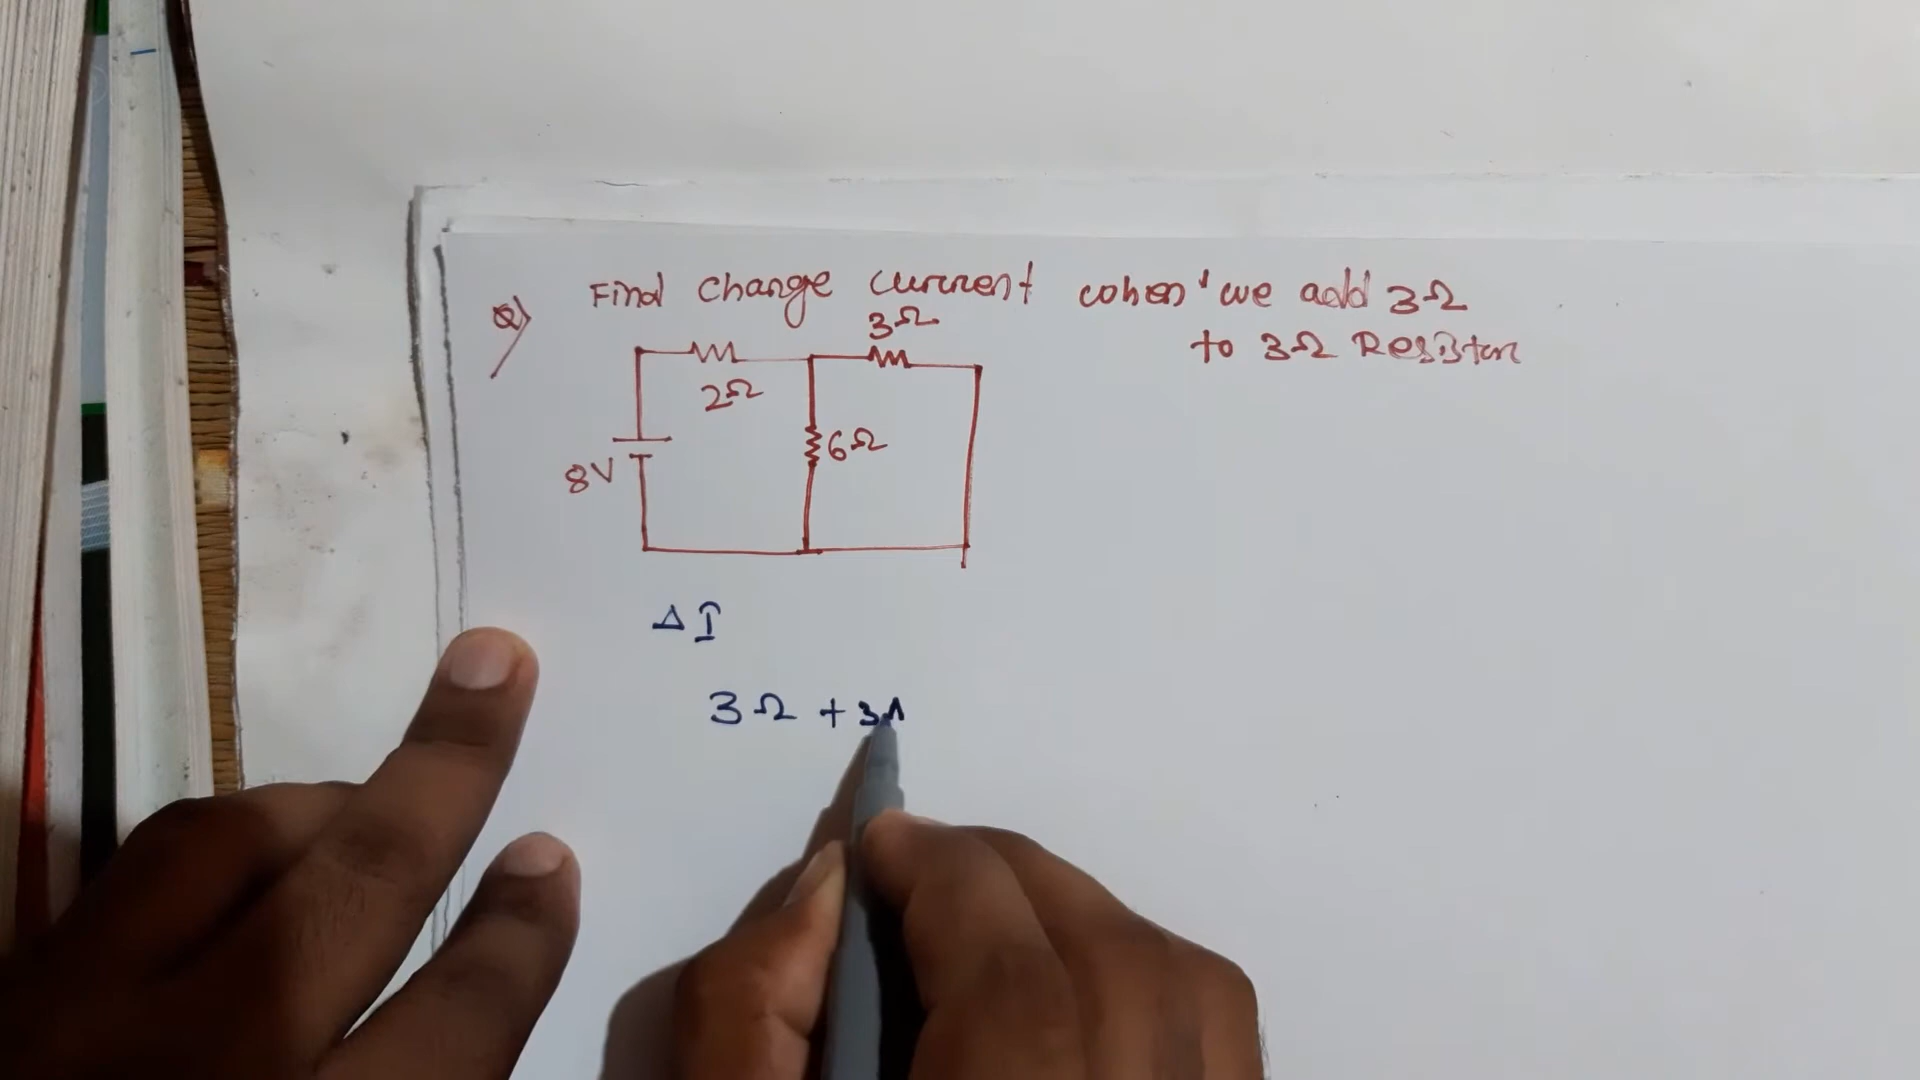 Q) Find change current when we add 3Ω
to 3Ω Resistor
3Ω
2Ω
6Ω
8V
ΔI
3Ω + 3Ω